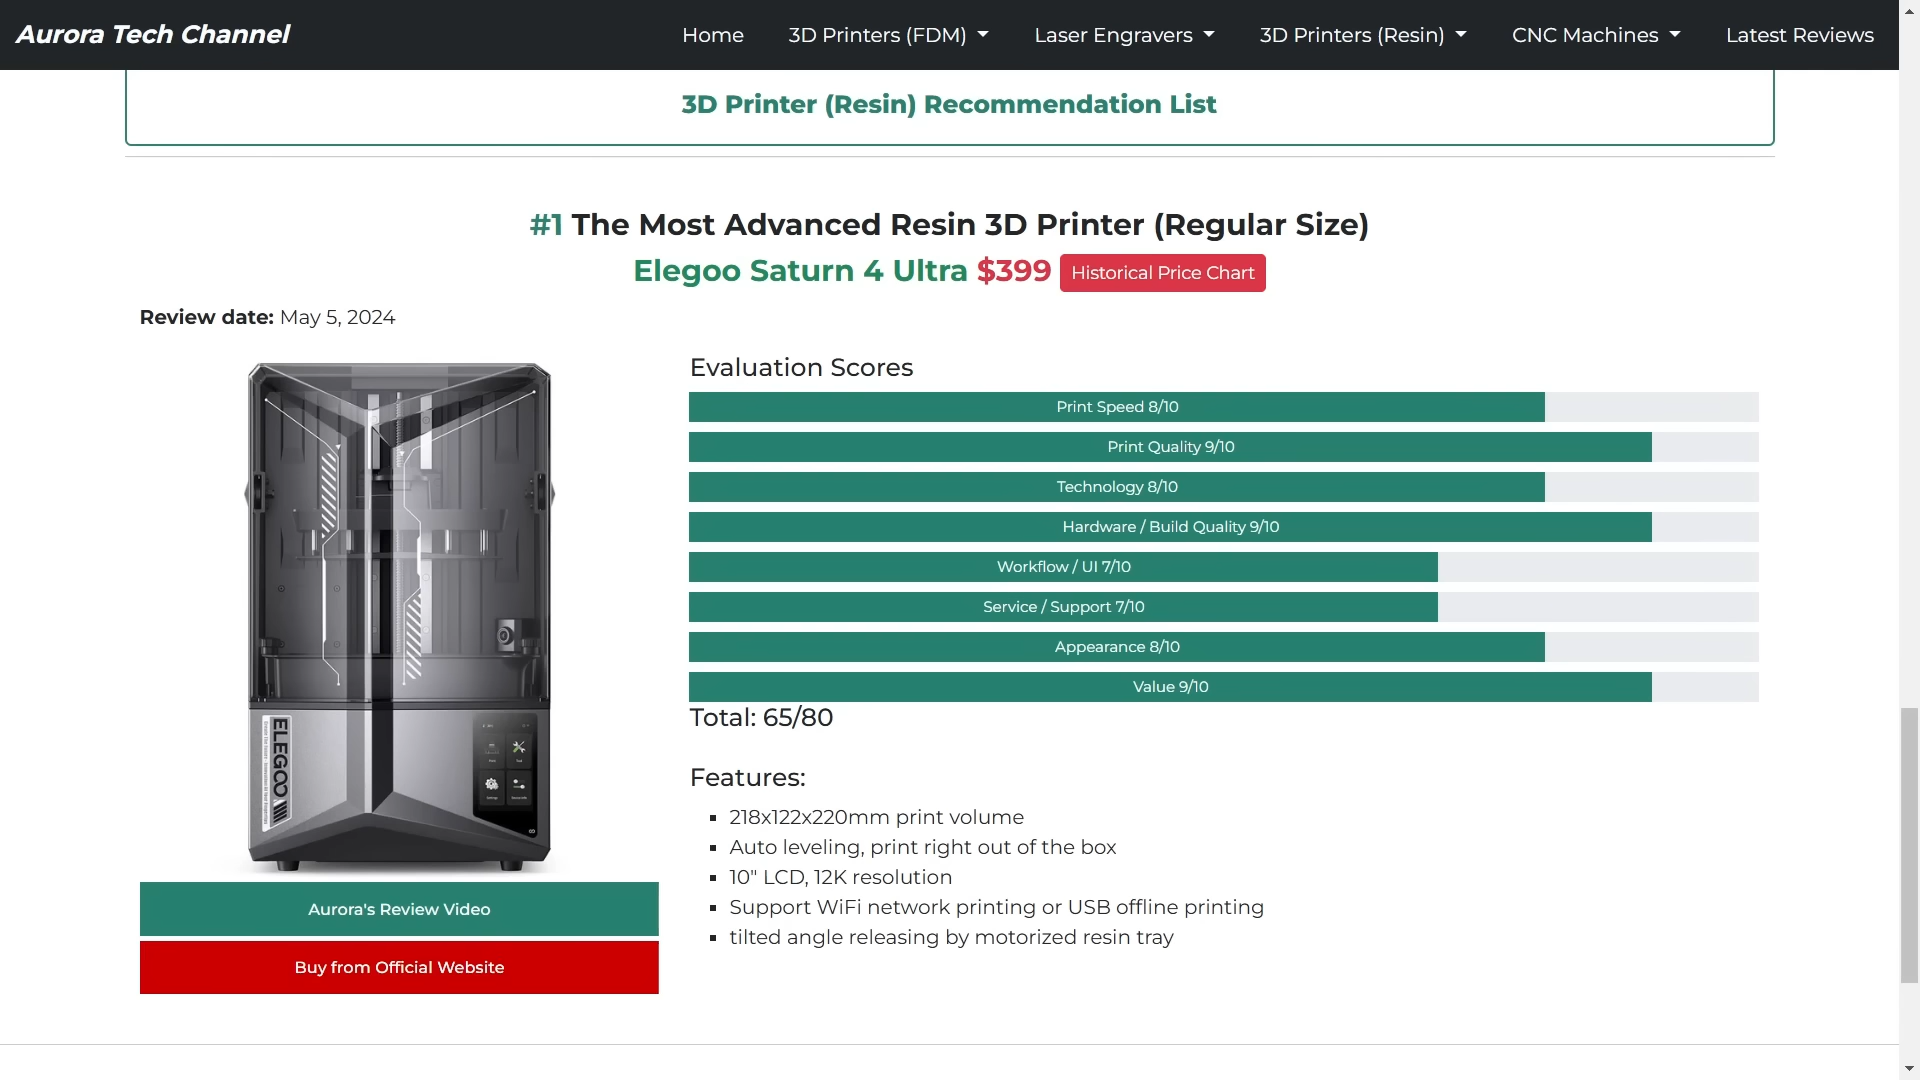 Aurora Tech Channel
Home
3D Printers (FDM)
Laser Engravers
3D Printers (Resin)
CNC Machines
Latest Reviews
3D Printer (Resin) Recommendation List
#1 The Most Advanced Resin 3D Printer (Regular Size)
Elegoo Saturn 4 Ultra $399 Historical Price Chart
Review date: May 5, 2024
ELEGOO
Evaluation Scores
Print Speed 8/10
Print Quality 9/10
Technology 8/10
Hardware / Build Quality 9/10
Workflow / UI 7/10
Service / Support 7/10
Appearance 8/10
Value 9/10
Total: 65/80
Features:
218x122x220mm print volume
Auto leveling, print right out of the box
10" LCD, 12K resolution
Support WiFi network printing or USB offline printing
tilted angle releasing by motorized resin tray
Aurora's Review Video
Buy from Official Website